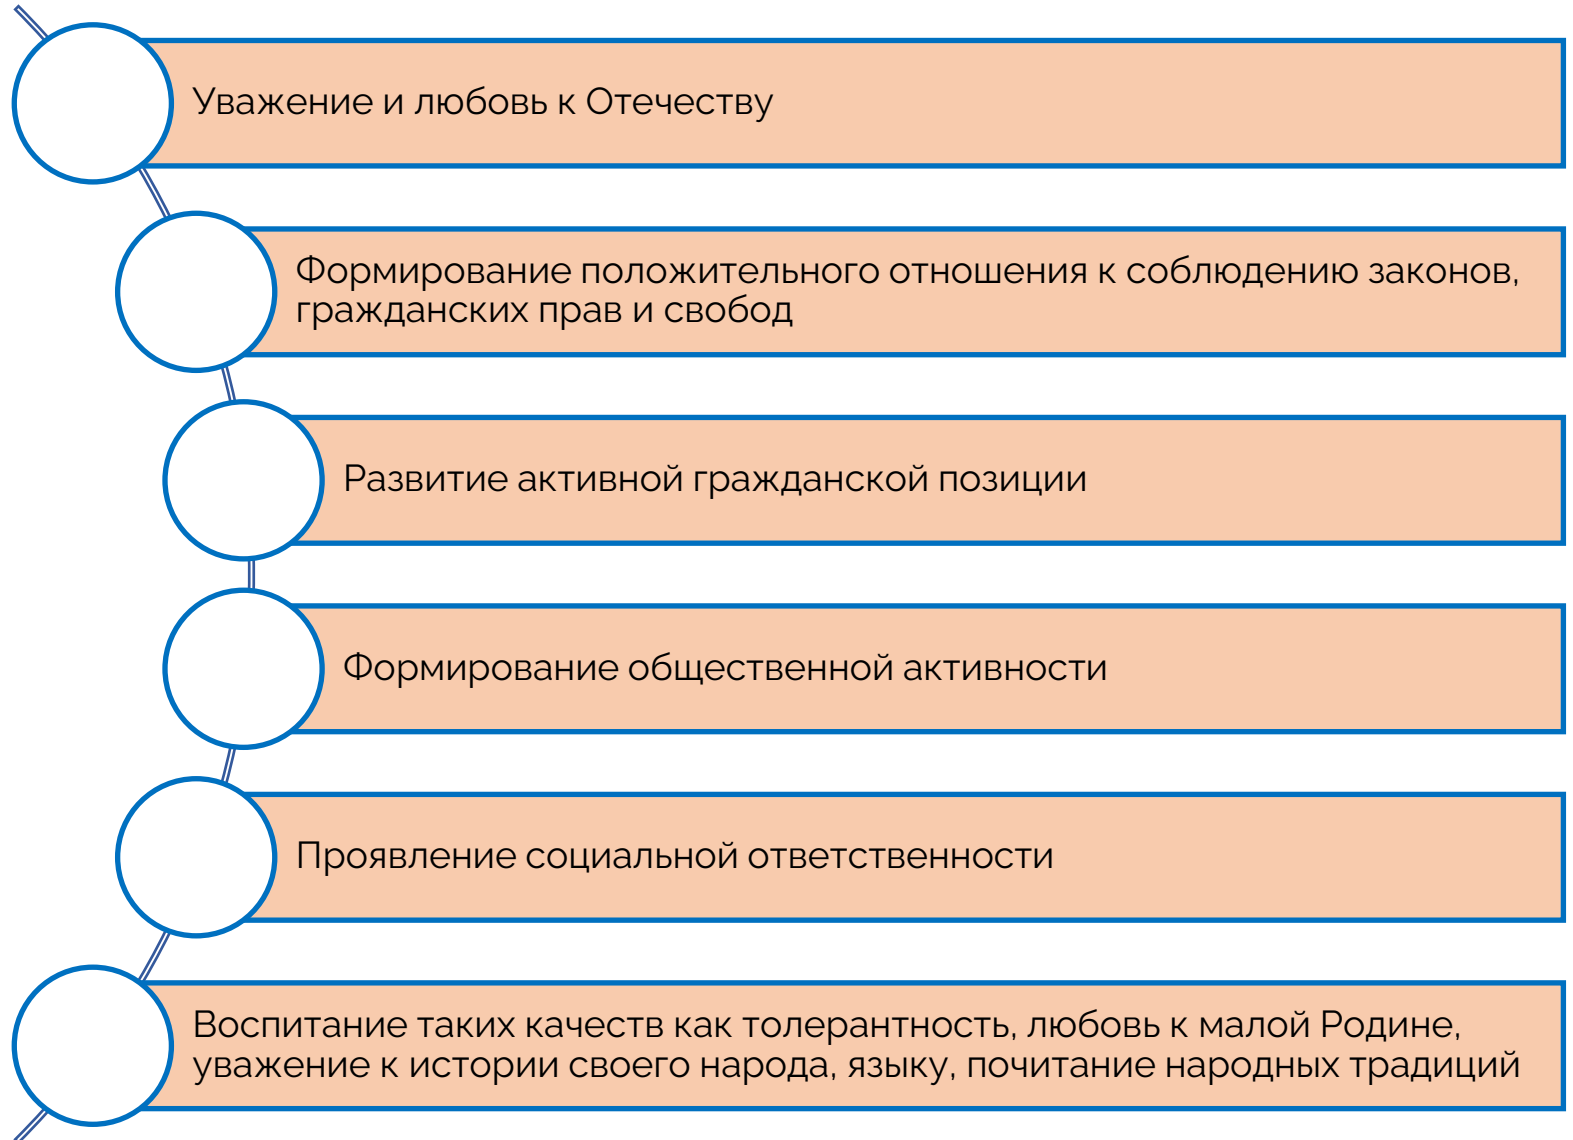 Уважение и любовь к Отечеству
Формирование положительного отношения к соблюдению законов,
гражданских прав и свобод
Развитие активной гражданской позиции
Формирование общественной активности
Проявление социальной ответственности
Воспитание таких качеств как толерантность, любовь к малой Родине,
уважение к истории своего народа, языку, почитание народных традиций